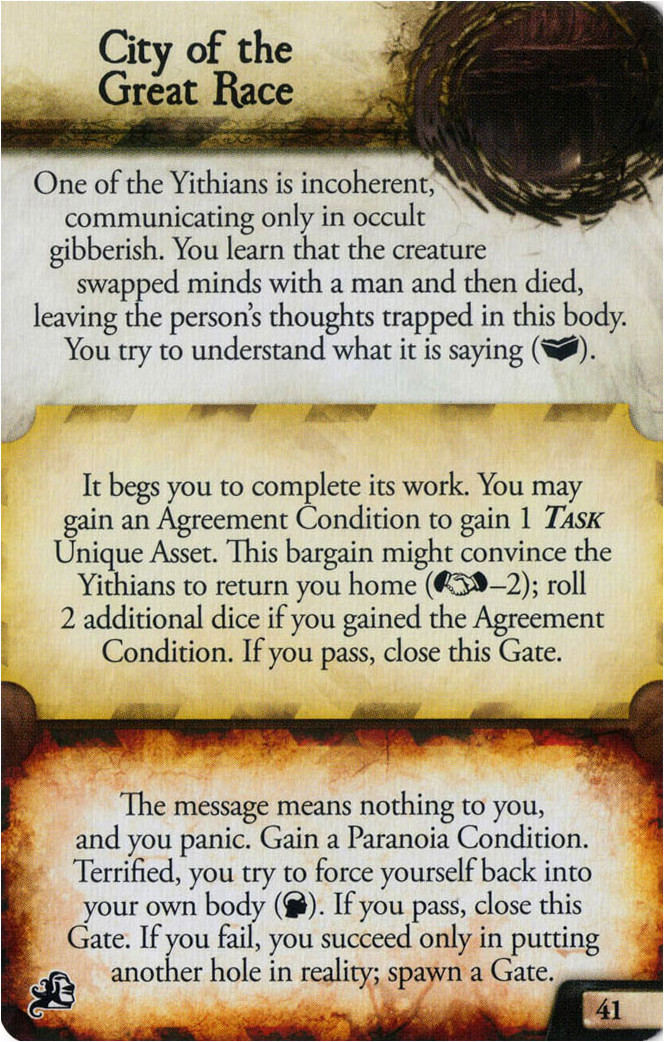 City of the
Great Race
One of the Yithians is incoherent,
communicating only in occult
gibberish. You learn that the creature
swapped minds with a man and then died,
leaving the person's thoughts trapped in this body.
You try to understand what it is saying ( ).
It begs you to complete its work. You may
gain an Agreement Condition to gain 1 TASK
Unique Asset. This bargain might convince the
Yithians to return you home ( –2); roll
2 additional dice if you gained the Agreement
Condition. If you pass, close this Gate.
The message means nothing to you,
and you panic. Gain a Paranoia Condition.
Terrified, you try to force yourself back into
your own body ( ). If you pass, close this
Gate. If you fail, you succeed only in putting
another hole in reality; spawn a Gate.
41